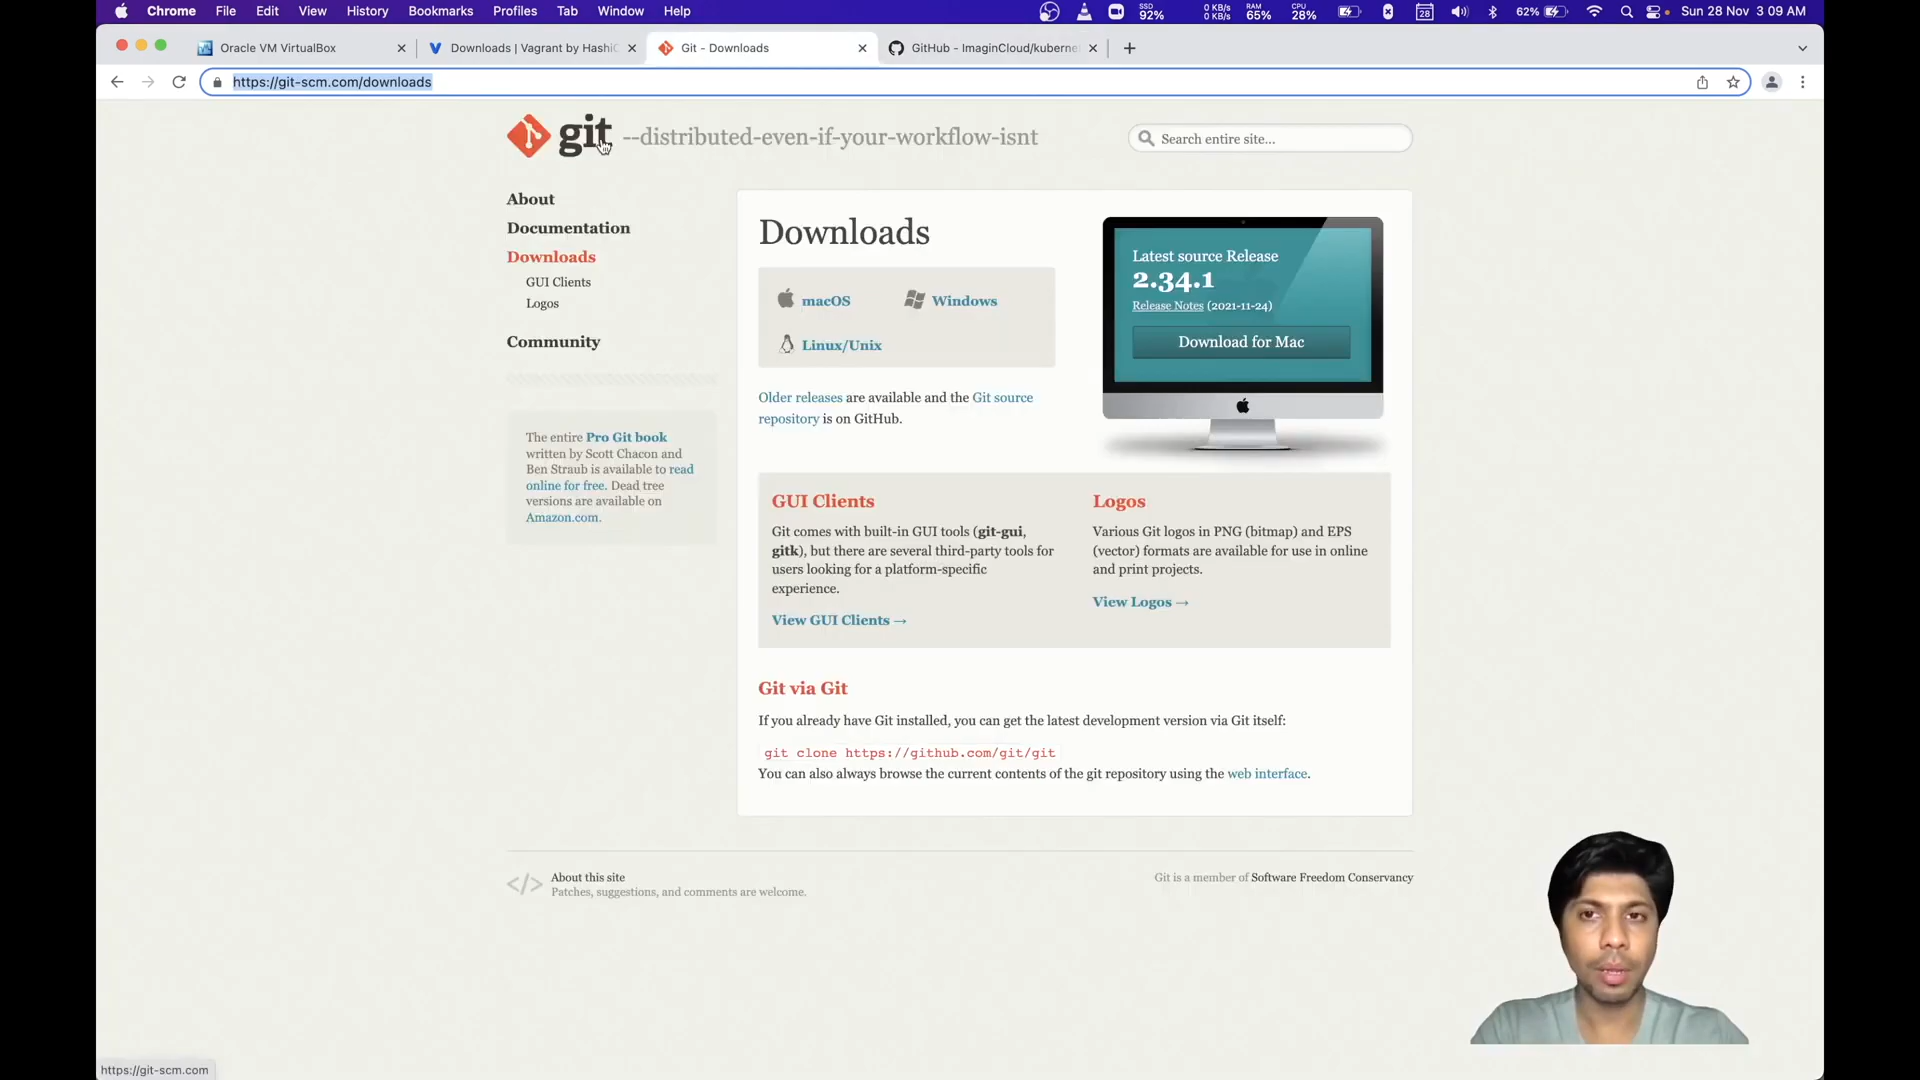 Chrome File Edit View History Bookmarks Profiles Tab Window Help
SSD 92% 0 KB/s 0 KB/s RAM 65% CPU 28% 28 62% Sun 28 Nov 3 09 AM
Oracle VM VirtualBox
Downloads | Vagrant by HashiC
Git - Downloads
GitHub - ImaginCloud/kuberne
https://git-scm.com/downloads
git --distributed-even-if-your-workflow-isnt
Search entire site...
About
Documentation
Downloads
GUI Clients
Logos
Community
The entire Pro Git book
written by Scott Chacon and
Ben Straub is available to read
online for free. Dead tree
versions are available on
Amazon.com.
Downloads
macOS
Windows
Linux/Unix
Older releases are available and the Git source
repository is on GitHub.
Latest source Release
2.34.1
Release Notes (2021-11-24)
Download for Mac
GUI Clients
Git comes with built-in GUI tools (git-gui,
gitk), but there are several third-party tools for
users looking for a platform-specific
experience.
View GUI Clients →
Logos
Various Git logos in PNG (bitmap) and EPS
(vector) formats are available for use in online
and print projects.
View Logos →
Git via Git
If you already have Git installed, you can get the latest development version via Git itself:
git clone https://github.com/git/git
You can also always browse the current contents of the git repository using the web interface.
</>
About this site
Patches, suggestions, and comments are welcome.
Git is a member of Software Freedom Conservancy
https://git-scm.com